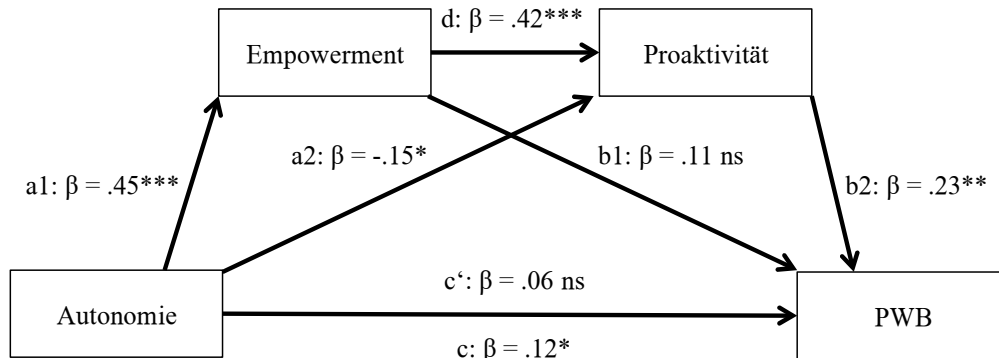 d: β = .42***
Empowerment
Proaktivität
a2: β = -.15*
b1: β = .11 ns
a1: β = .45***
b2: β = .23**
c‘: β = .06 ns
Autonomie
PWB
c: β = .12*